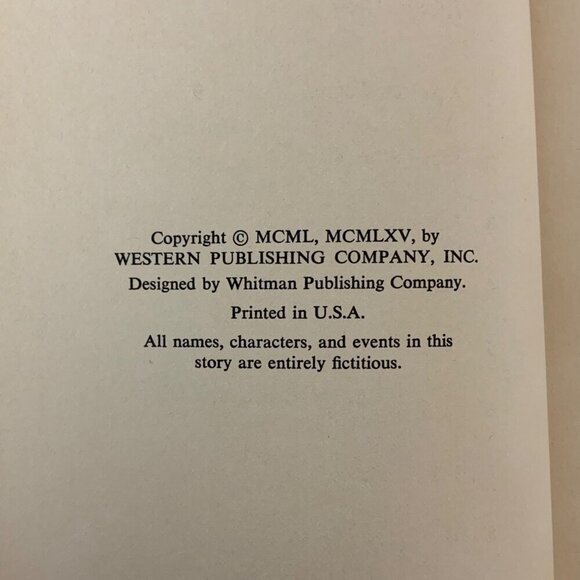 Copyright © MCML, MCMLXV, by
WESTERN PUBLISHING COMPANY, INC.
Designed by Whitman Publishing Company.
Printed in U.S.A.
All names, characters, and events in this
story are entirely fictitious.